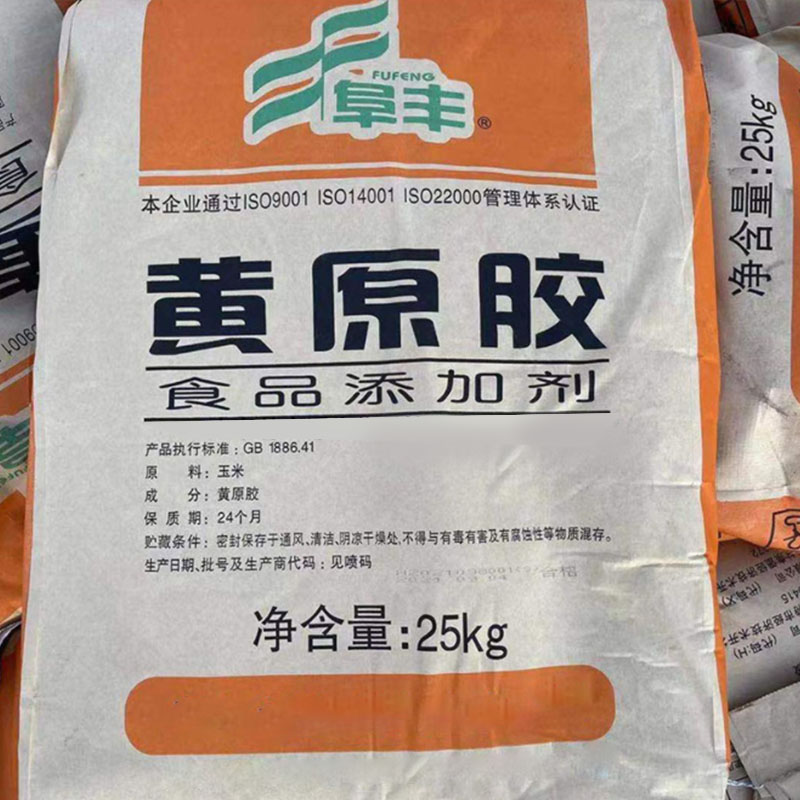 FUFENG
阜丰®
本企业通过ISO9001 ISO14001 ISO22000管理体系认证
黄原胶
食品添加剂
产品执行标准：GB 1886.41
原 料：玉米
成 分：黄原胶
保 质 期：24个月
贮藏条件：密封保存于通风、清洁、阴凉干燥处，不得与有毒有害及有腐蚀性等物质混存。
生产日期、批号及生产商代码：见喷码
合格
净含量：25kg
净含量：25kg